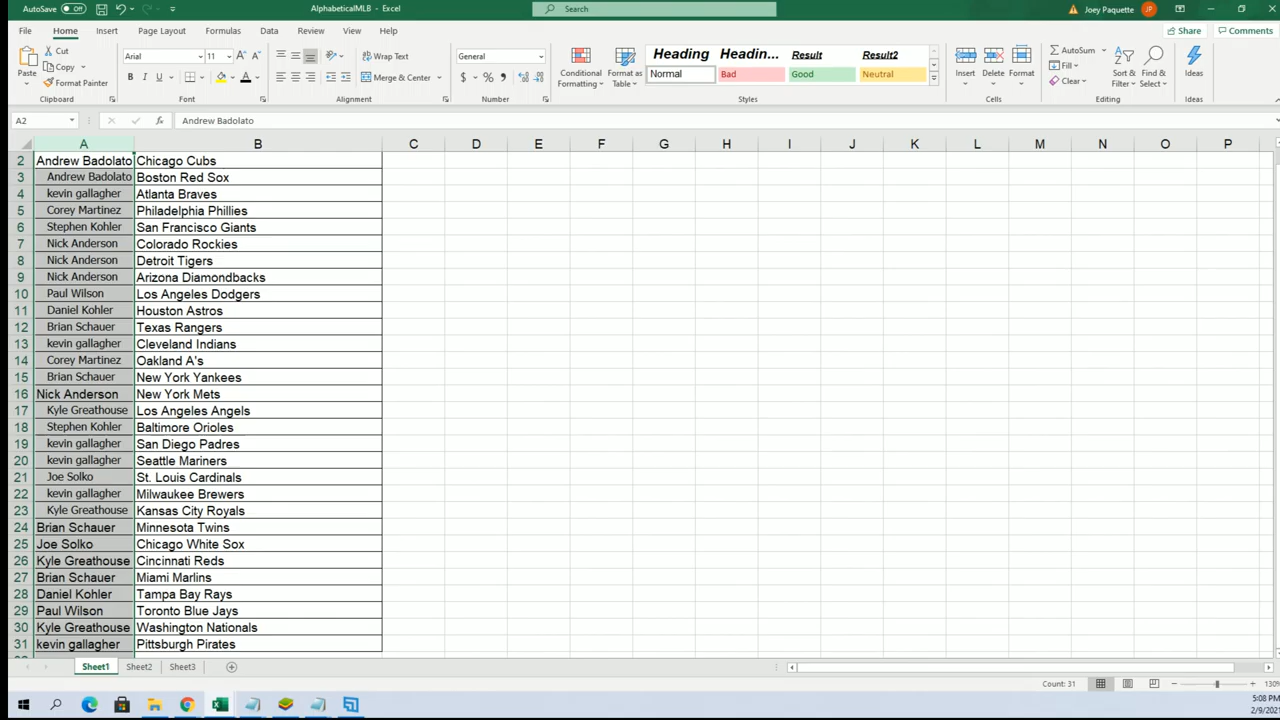 AutoSave Off AlphabeticalMLB - Excel Search Joey Paquette JP
File Home Insert Page Layout Formulas Data Review View Help Share Comments
Paste Cut Copy Format Painter Clipboard
Arial 11 A A B I U A Font
ab Wrap Text Merge & Center Alignment
General $ % , Number
Conditional Formatting Format as Table
Heading Headin... Result Result2
Normal Bad Good Neutral
Styles
Insert Delete Format Cells
AutoSum Fill Clear Sort & Filter Find & Select Editing
Ideas Ideas
A2 fx Andrew Badolato
A B C D E F G H I J K L M N O P
2 Andrew Badolato Chicago Cubs
3 Andrew Badolato Boston Red Sox
4 kevin gallagher Atlanta Braves
5 Corey Martinez Philadelphia Phillies
6 Stephen Kohler San Francisco Giants
7 Nick Anderson Colorado Rockies
8 Nick Anderson Detroit Tigers
9 Nick Anderson Arizona Diamondbacks
10 Paul Wilson Los Angeles Dodgers
11 Daniel Kohler Houston Astros
12 Brian Schauer Texas Rangers
13 kevin gallagher Cleveland Indians
14 Corey Martinez Oakland A's
15 Brian Schauer New York Yankees
16 Nick Anderson New York Mets
17 Kyle Greathouse Los Angeles Angels
18 Stephen Kohler Baltimore Orioles
19 kevin gallagher San Diego Padres
20 kevin gallagher Seattle Mariners
21 Joe Solko St. Louis Cardinals
22 kevin gallagher Milwaukee Brewers
23 Kyle Greathouse Kansas City Royals
24 Brian Schauer Minnesota Twins
25 Joe Solko Chicago White Sox
26 Kyle Greathouse Cincinnati Reds
27 Brian Schauer Miami Marlins
28 Daniel Kohler Tampa Bay Rays
29 Paul Wilson Toronto Blue Jays
30 Kyle Greathouse Washington Nationals
31 kevin gallagher Pittsburgh Pirates
Sheet1 Sheet2 Sheet3
Count: 31 130%
5:08 PM